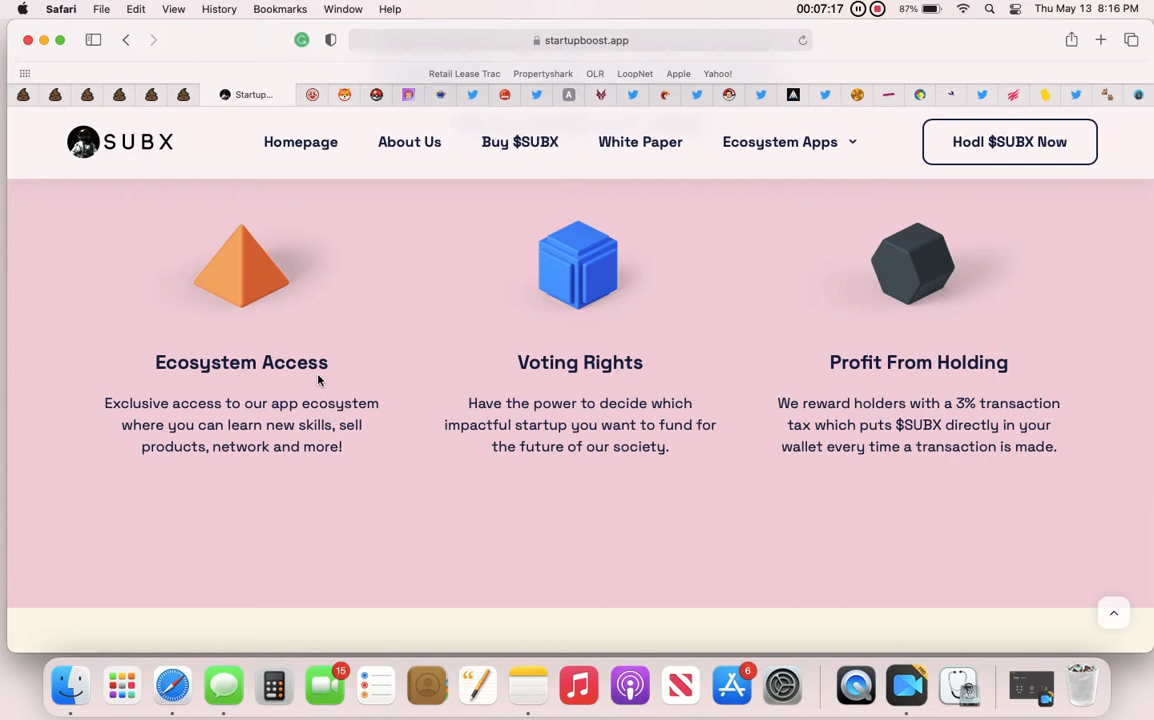 Safari File Edit View History Bookmarks Window Help 00:07:17 87% Thu May 13 8:16 PM
startupboost.app
Retail Lease Trac Propertyshark OLR LoopNet Apple Yahoo!
Startup...
SUBX Homepage About Us Buy $SUBX White Paper Ecosystem Apps Hodl $SUBX Now
Ecosystem Access
Exclusive access to our app ecosystem
where you can learn new skills, sell
products, network and more!
Voting Rights
Have the power to decide which
impactful startup you want to fund for
the future of our society.
Profit From Holding
We reward holders with a 3% transaction
tax which puts $SUBX directly in your
wallet every time a transaction is made.
15 6